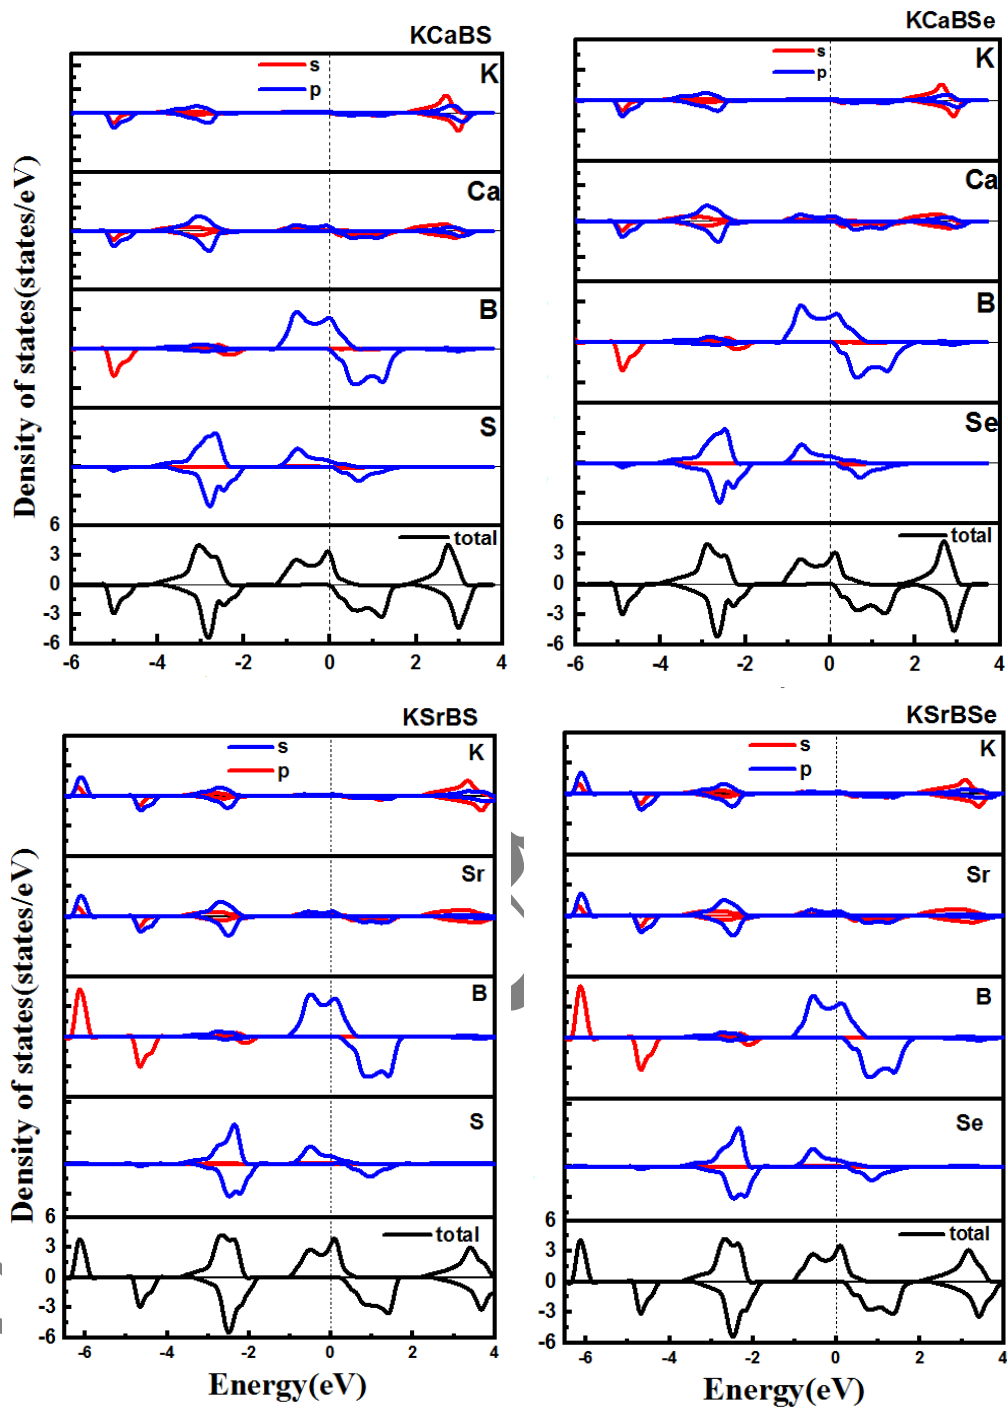 KCaBS
s
p
K
Ca
B
S
total
6
3
0
-3
-6
-6
-4
-2
0
2
4
KCaBSe
s
p
K
Ca
B
Se
total
6
3
0
-3
-6
-6
-4
-2
0
2
4
Density of states(states/eV)
KSrBS
s
p
K
Sr
B
S
total
6
3
0
-3
-6
-6
-4
-2
0
2
4
Energy(eV)
KSrBSe
s
p
K
Sr
B
Se
total
6
3
0
-3
-6
-6
-4
-2
0
2
4
Energy(eV)
Density of states(states/eV)